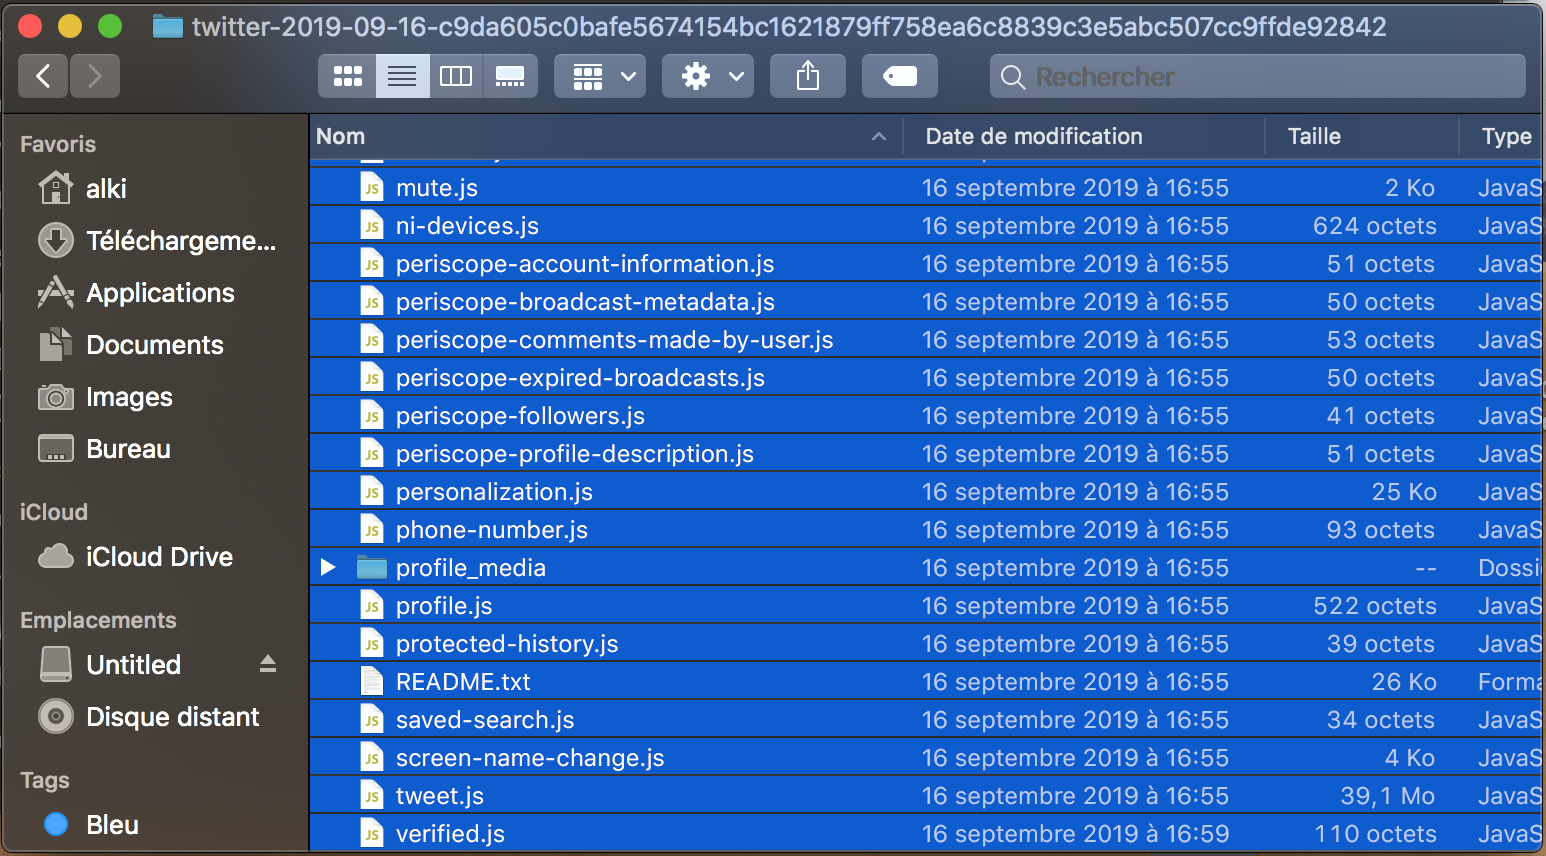 twitter-2019-09-16-c9da605c0bafe5674154bc1621879ff758ea6c8839c3e5abc507cc9ffde92842
Rechercher
Favoris
alki
Téléchargeme...
Applications
Documents
Images
Bureau
iCloud
iCloud Drive
Emplacements
Untitled
Disque distant
Tags
Bleu
Nom Date de modification Taille Type
mute.js 16 septembre 2019 à 16:55 2 Ko JavaS
ni-devices.js 16 septembre 2019 à 16:55 624 octets JavaS
periscope-account-information.js 16 septembre 2019 à 16:55 51 octets JavaS
periscope-broadcast-metadata.js 16 septembre 2019 à 16:55 50 octets JavaS
periscope-comments-made-by-user.js 16 septembre 2019 à 16:55 53 octets JavaS
periscope-expired-broadcasts.js 16 septembre 2019 à 16:55 50 octets JavaS
periscope-followers.js 16 septembre 2019 à 16:55 41 octets JavaS
periscope-profile-description.js 16 septembre 2019 à 16:55 51 octets JavaS
personalization.js 16 septembre 2019 à 16:55 25 Ko JavaS
phone-number.js 16 septembre 2019 à 16:55 93 octets JavaS
profile_media 16 septembre 2019 à 16:55 -- Dossi
profile.js 16 septembre 2019 à 16:55 522 octets JavaS
protected-history.js 16 septembre 2019 à 16:55 39 octets JavaS
README.txt 16 septembre 2019 à 16:55 26 Ko Forma
saved-search.js 16 septembre 2019 à 16:55 34 octets JavaS
screen-name-change.js 16 septembre 2019 à 16:55 4 Ko JavaS
tweet.js 16 septembre 2019 à 16:55 39,1 Mo JavaS
verified.js 16 septembre 2019 à 16:59 110 octets JavaS